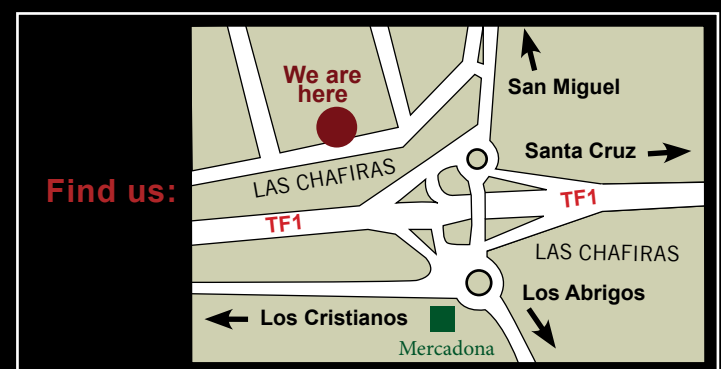 Find us:
We are
here
San Miguel
Santa Cruz
LAS CHAFIRAS
TF1
TF1
LAS CHAFIRAS
Los Abrigos
Los Cristianos
Mercadona